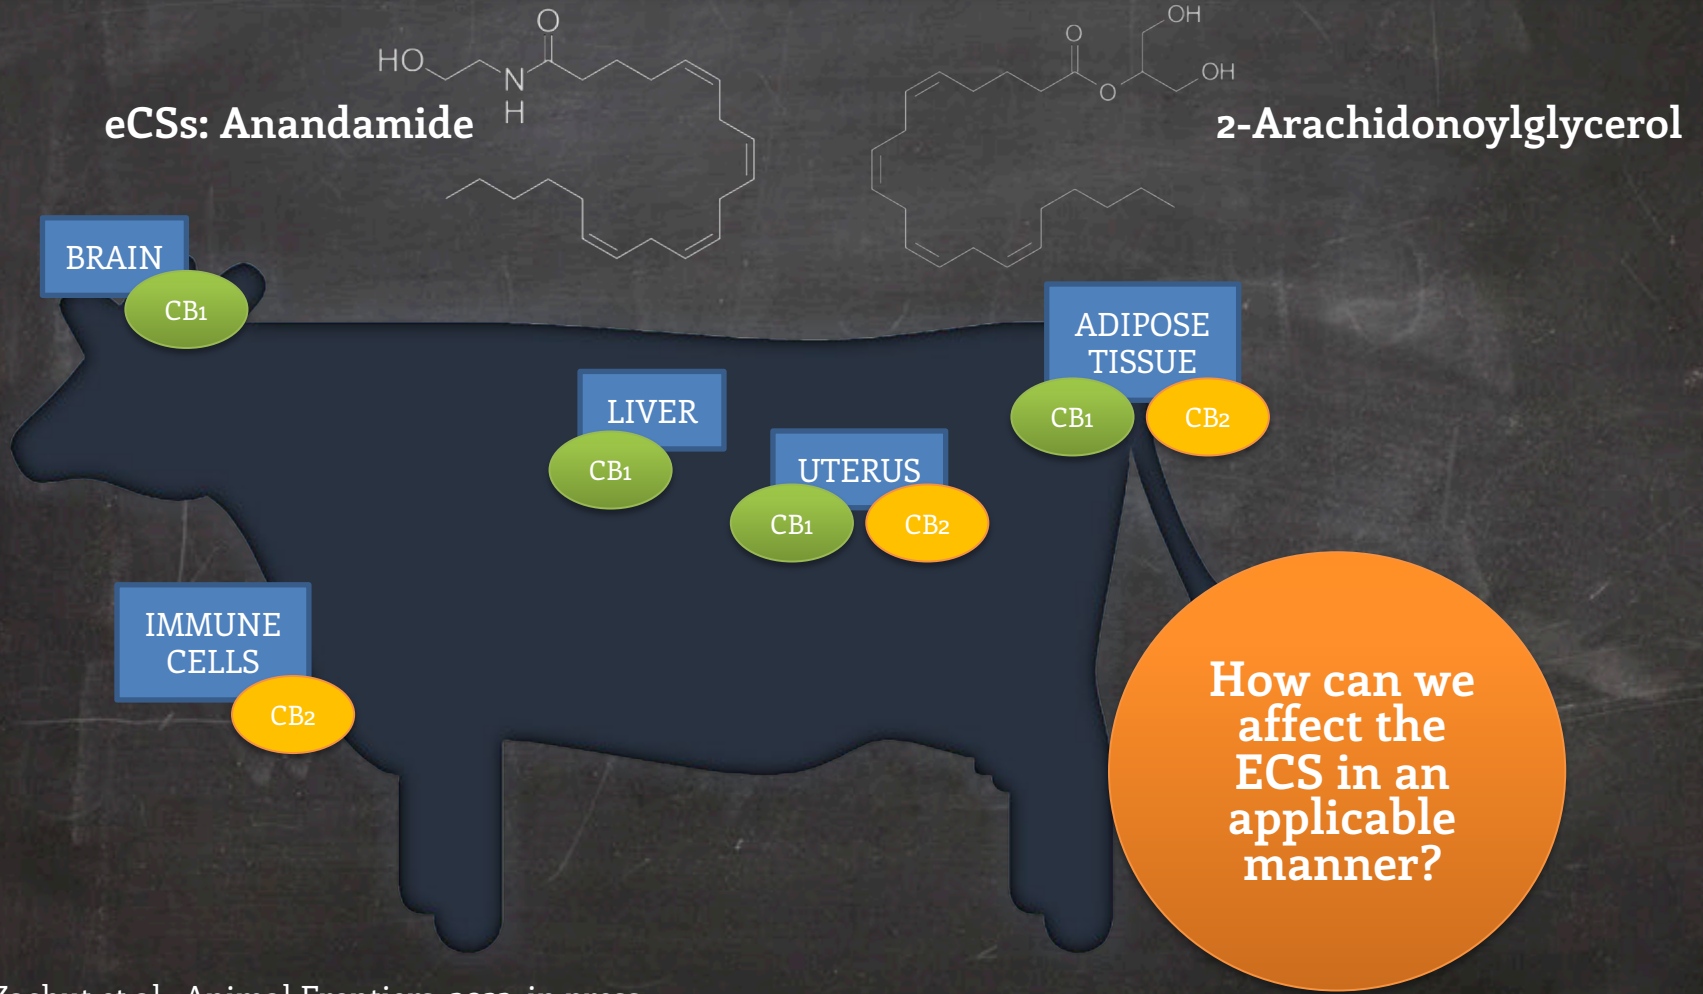 O
HO
N
H
eCSs: Anandamide
O
OH
OH
O
2-Arachidonoylglycerol
BRAIN
CB1
ADIPOSE
TISSUE
CB1
CB2
LIVER
CB1
UTERUS
CB1
CB2
IMMUNE
CELLS
CB2
How can we
affect the
ECS in an
applicable
manner?